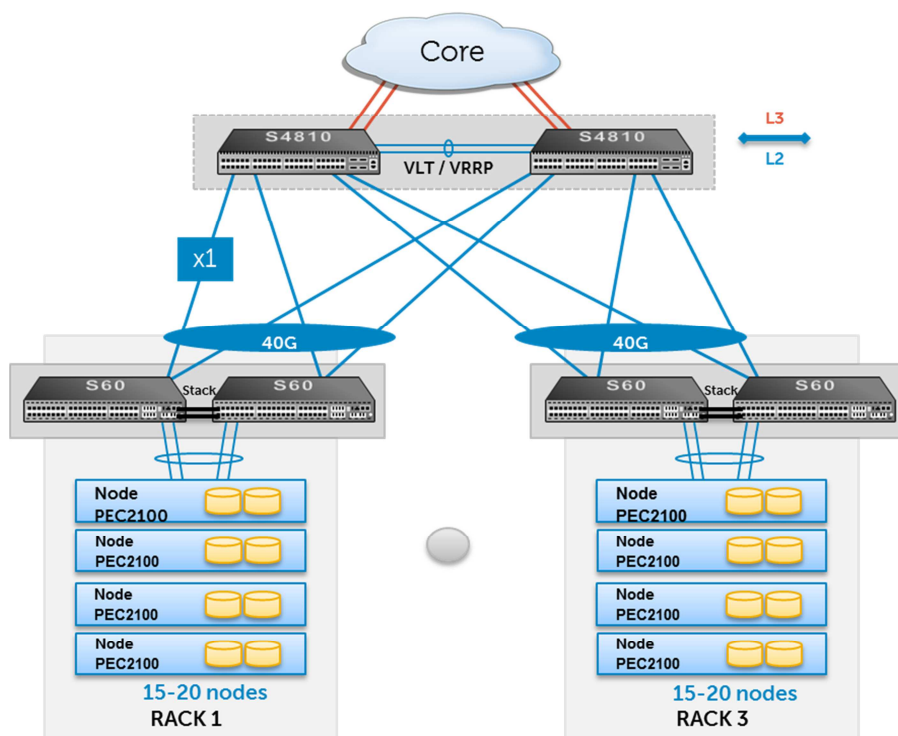 Core
S4810
S4810
L3
L2
VLT / VRRP
x1
40G
40G
S60
Stack
S60
S60
Stack
S60
Node
PEC2100
Node
PEC2100
Node
PEC2100
Node
PEC2100
15-20 nodes
RACK 1
Node
PEC2100
Node
PEC2100
Node
PEC2100
Node
PEC2100
15-20 nodes
RACK 3